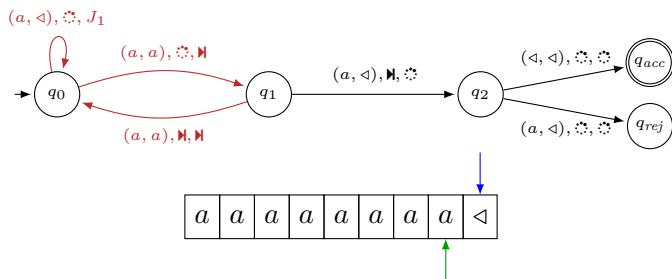 (a, ◁), ◌, J₁
(a, a), ◌, ⏯
(a, ◁), ⏯, ◌
(◁, ◁), ◌, ◌
q_acc
q₀
q₁
q₂
(a, a), ⏯, ⏯
(a, ◁), ◌, ◌
q_rej
a a a a a a a a ◁